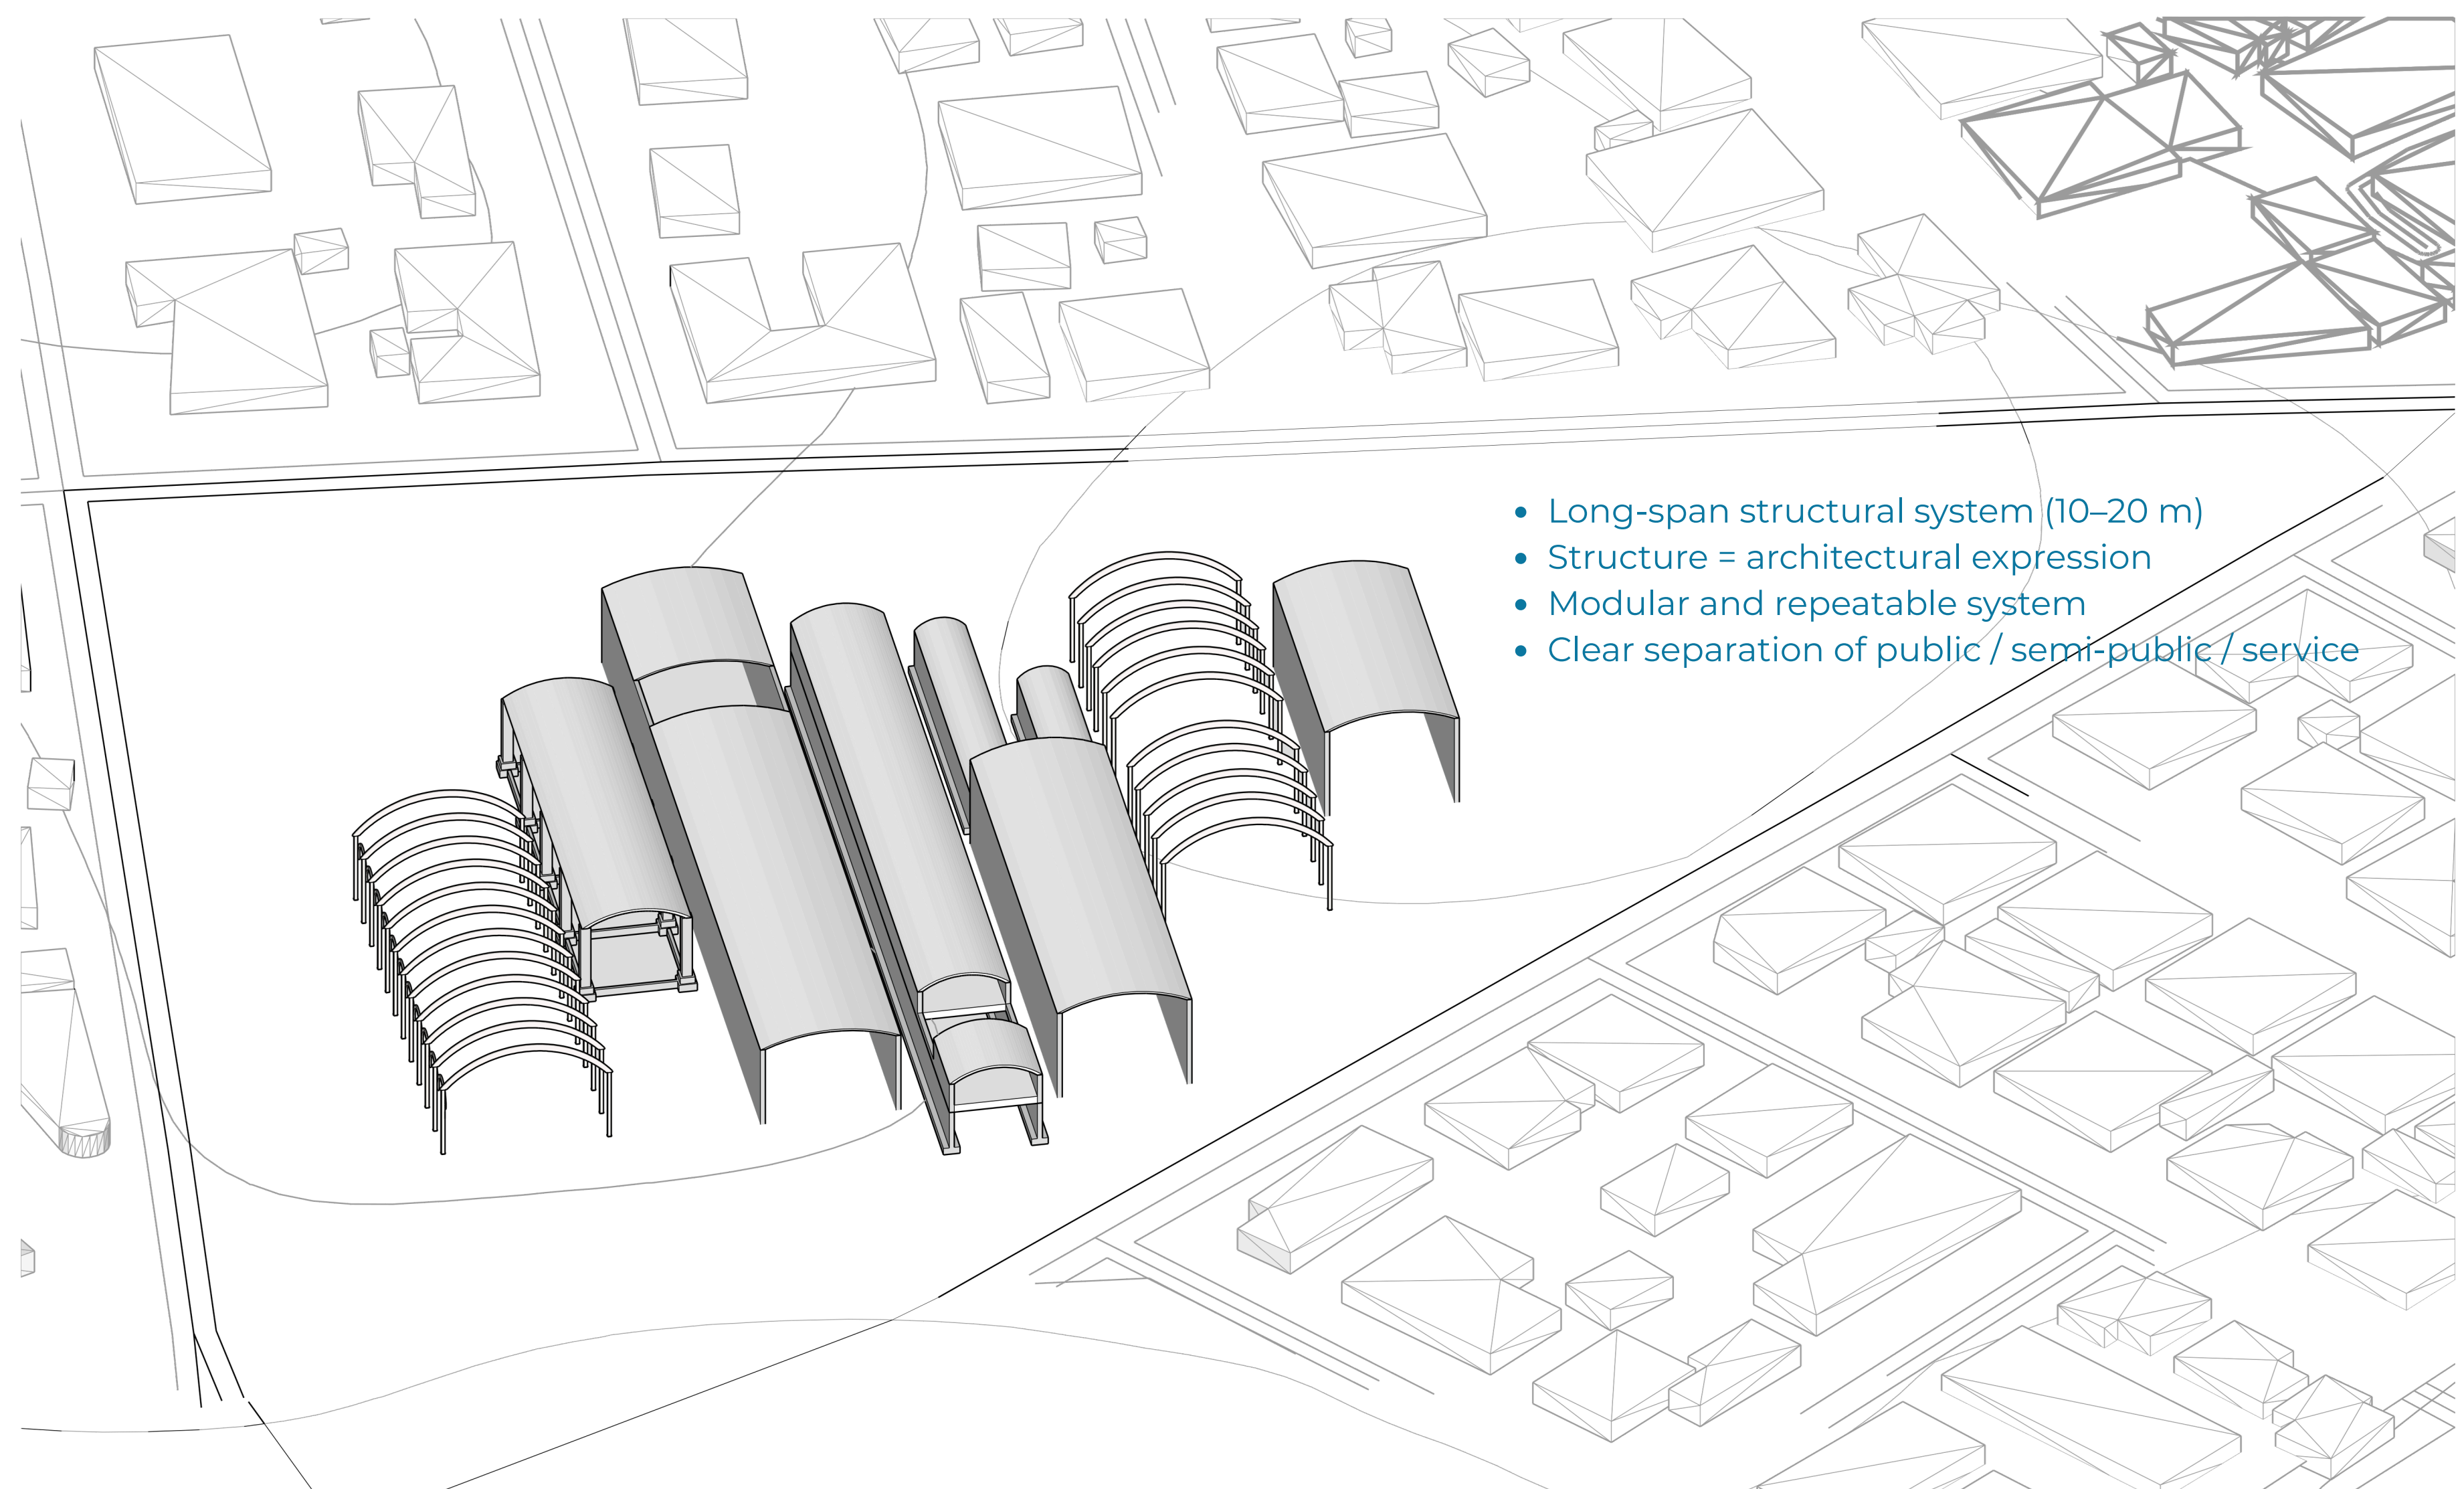 • Long-span structural system (10–20 m)
• Structure = architectural expression
• Modular and repeatable system
• Clear separation of public / semi-public / service